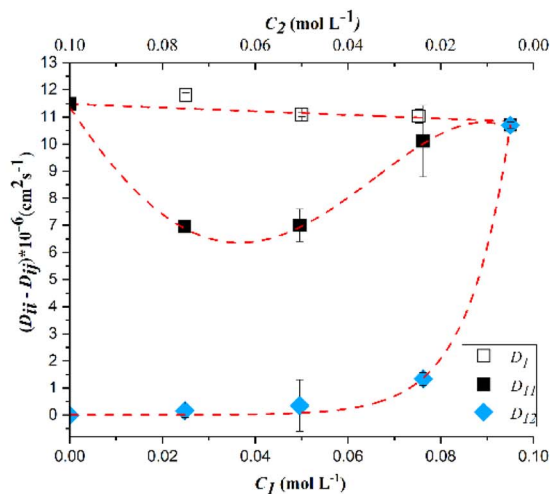 C2 (mol L-1)
0.10 0.08 0.06 0.04 0.02 0.00
(Dii - Dij)*10-6(cm2s-1)
13
12
11
10
9
8
7
6
5
4
3
2
1
0
D1
D11
D12
0.00 0.02 0.04 0.06 0.08 0.10
C1 (mol L-1)